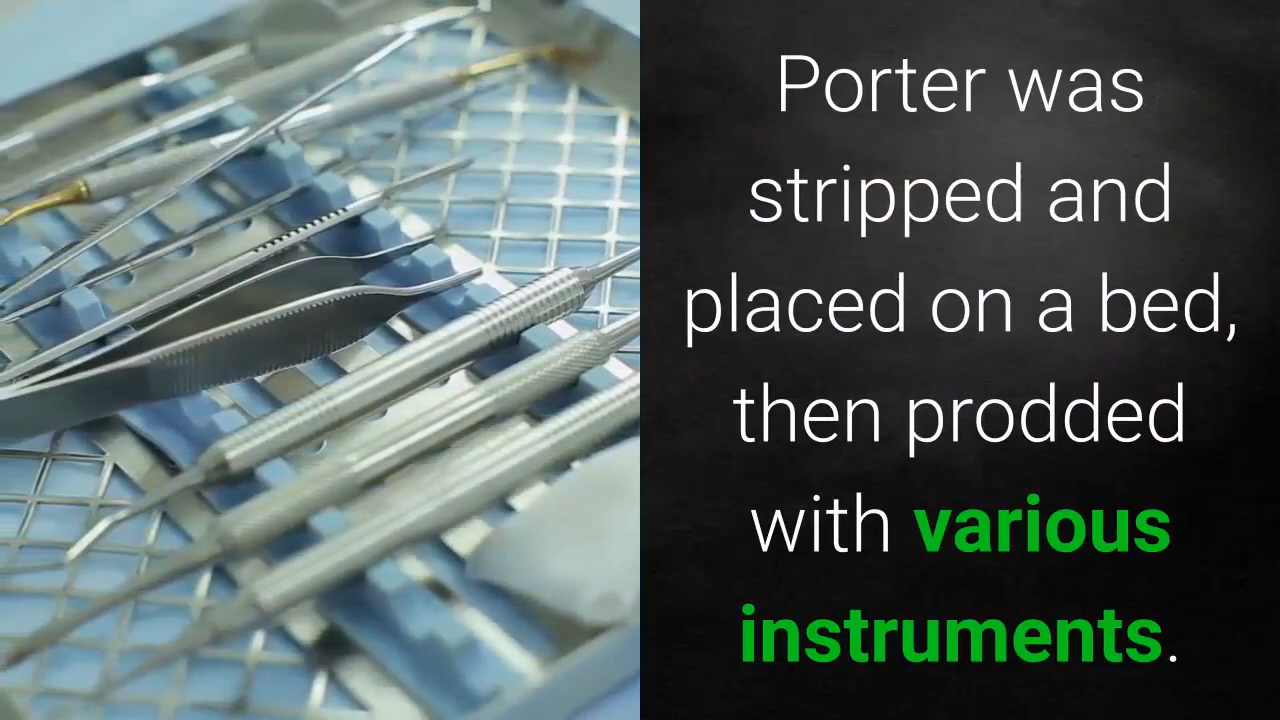 Porter was
stripped and
placed on a bed,
then prodded
with various
instruments.